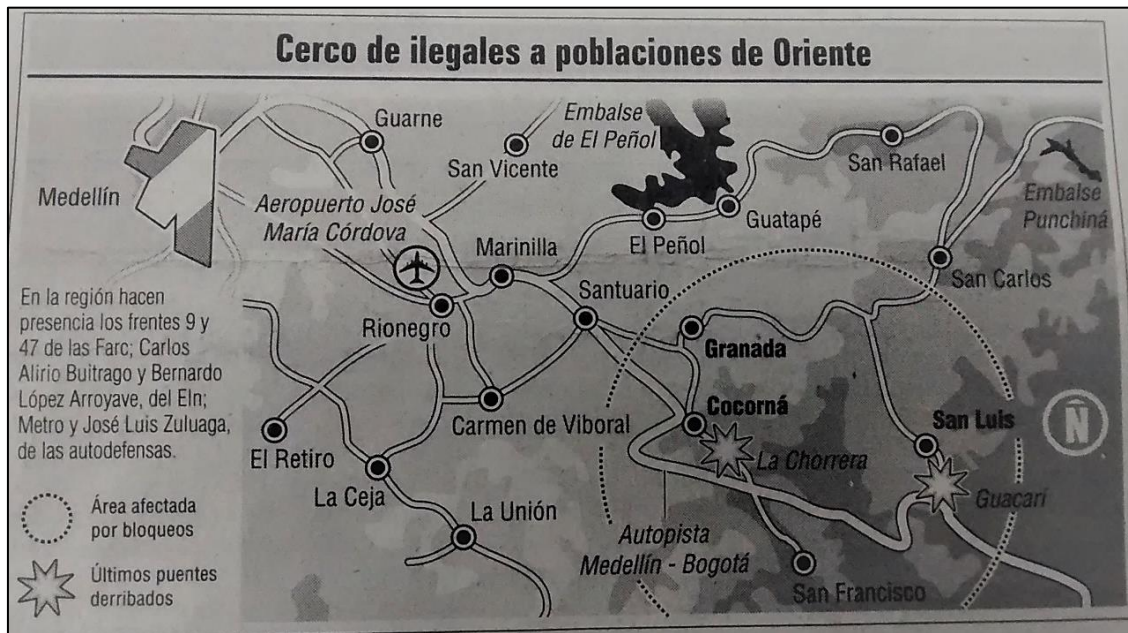 Cerco de ilegales a poblaciones de Oriente
Guarne
San Vicente
Embalse
de El Peñol
San Rafael
Medellín
Aeropuerto José
María Córdova
Marinilla
El Peñol
Guatapé
Embalse
Punchiná
San Carlos
En la región hacen
presencia los frentes 9 y
47 de las Farc; Carlos
Alirio Buitrago y Bernardo
López Arroyave, del Eln;
Metro y José Luis Zuluaga,
de las autodefensas.
Rionegro
Santuario
Granada
Carmen de Viboral
Cocorná
San Luis
N
El Retiro
La Ceja
La Chorrera
Guacarí
La Unión
Autopista
Medellín - Bogotá
San Francisco
Área afectada
por bloqueos
Últimos puentes
derribados